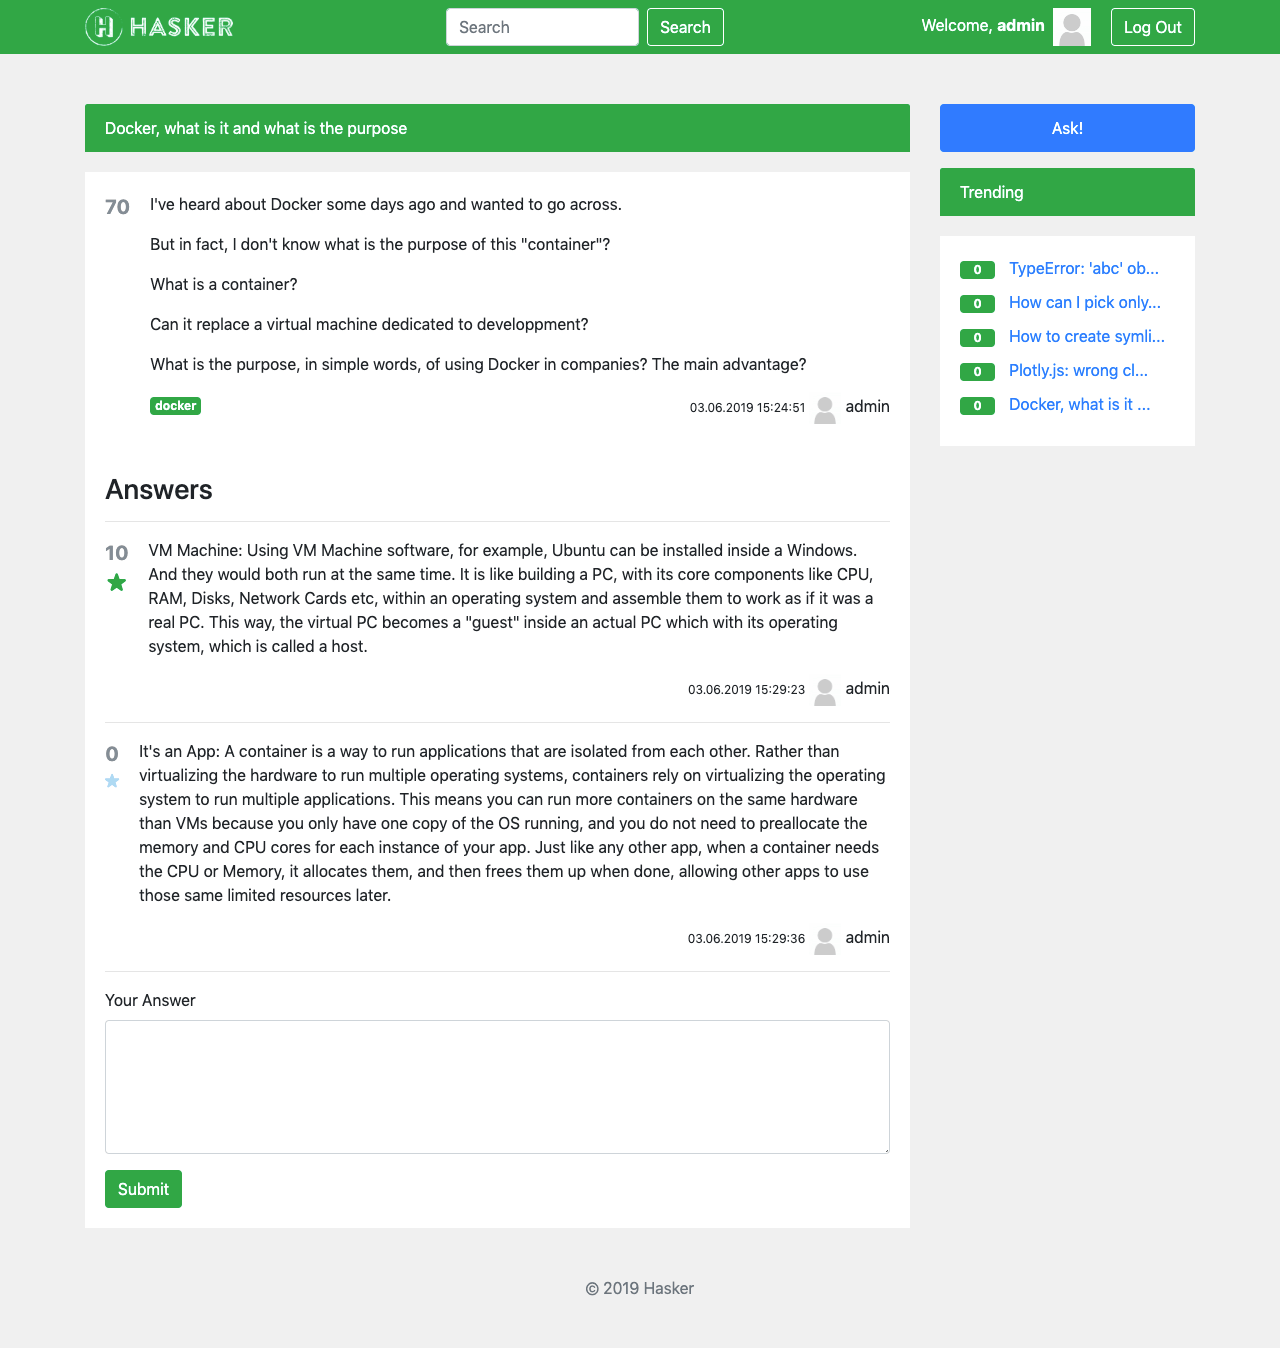 HASKER
Search
Search
Welcome, admin
Log Out
Docker, what is it and what is the purpose
70
I've heard about Docker some days ago and wanted to go across.
But in fact, I don't know what is the purpose of this "container"?
What is a container?
Can it replace a virtual machine dedicated to developpment?
What is the purpose, in simple words, of using Docker in companies? The main advantage?
docker
03.06.2019 15:24:51 admin
Answers
10
VM Machine: Using VM Machine software, for example, Ubuntu can be installed inside a Windows.
And they would both run at the same time. It is like building a PC, with its core components like CPU,
RAM, Disks, Network Cards etc, within an operating system and assemble them to work as if it was a
real PC. This way, the virtual PC becomes a "guest" inside an actual PC which with its operating
system, which is called a host.
03.06.2019 15:29:23 admin
0
It's an App: A container is a way to run applications that are isolated from each other. Rather than
virtualizing the hardware to run multiple operating systems, containers rely on virtualizing the operating
system to run multiple applications. This means you can run more containers on the same hardware
than VMs because you only have one copy of the OS running, and you do not need to preallocate the
memory and CPU cores for each instance of your app. Just like any other app, when a container needs
the CPU or Memory, it allocates them, and then frees them up when done, allowing other apps to use
those same limited resources later.
03.06.2019 15:29:36 admin
Your Answer
Submit
Ask!
Trending
0 TypeError: 'abc' ob...
0 How can I pick only...
0 How to create symli...
0 Plotly.js: wrong cl...
0 Docker, what is it ...
© 2019 Hasker